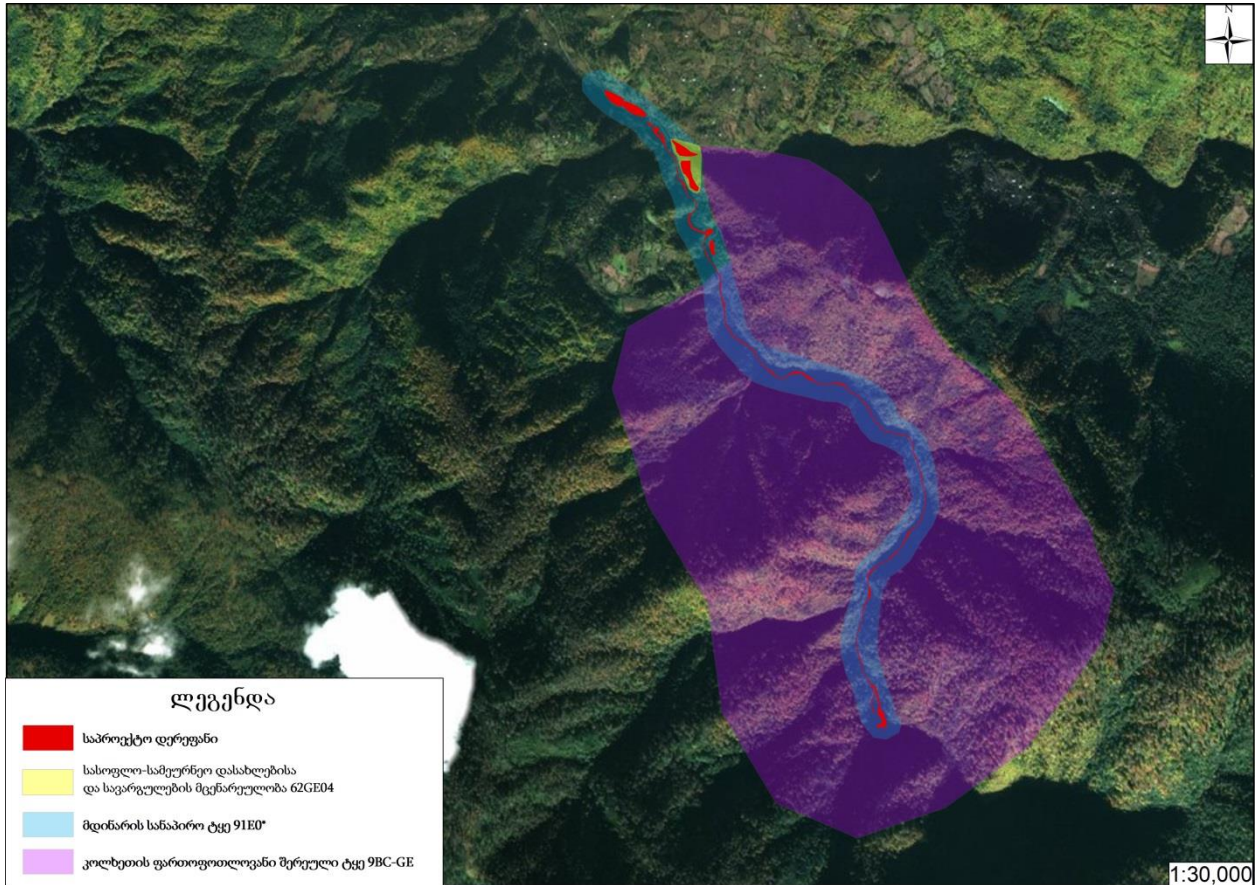 N
ლეგენდა
საპროექტო დერეფანი
სასოფლო-სამეურნეო დასახლებისა
და სავარგულების მცენარეულობა 62GE04
მდინარის სანაპირო ტყე 91E0*
კოლხეთის ფართოფოთლოვანი შერეული ტყე 9BC-GE
1:30,000